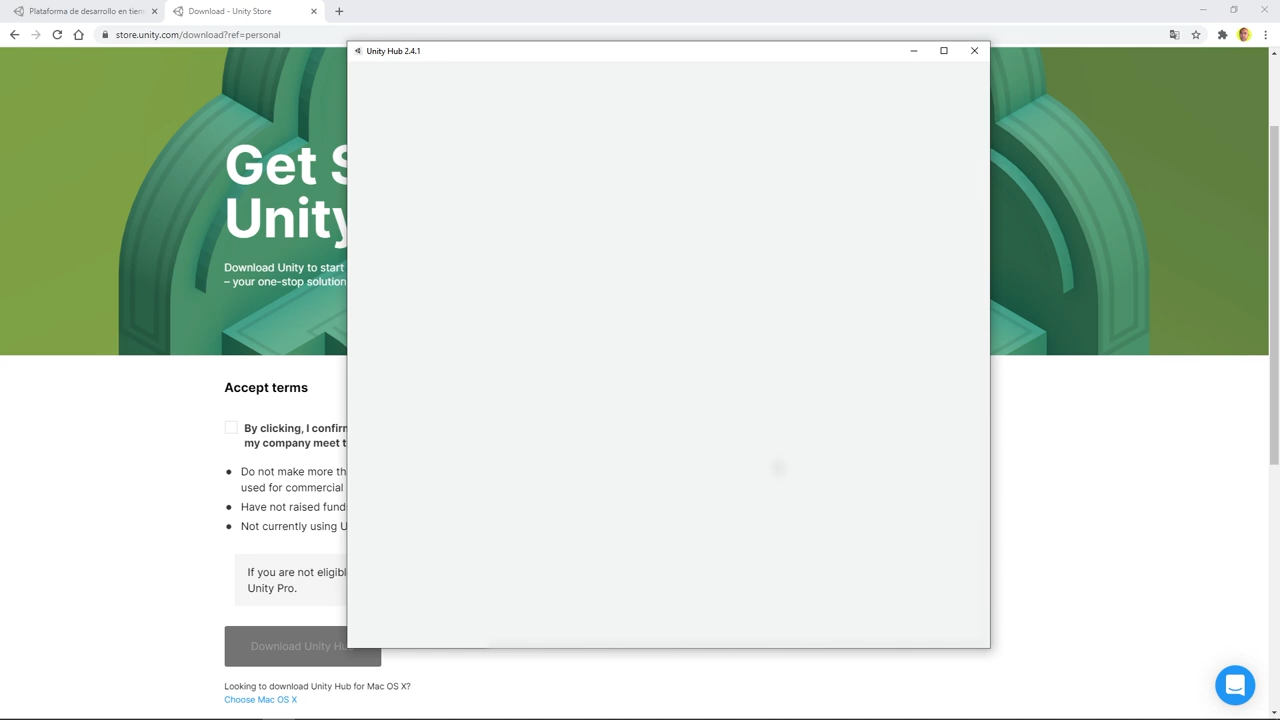 Plataforma de desarrollo en tien
Download - Unity Store
store.unity.com/download?ref=personal
Unity Hub 2.4.1
Get S
Unity
Download Unity to start
– your one-stop solution
Accept terms
By clicking, I confirm
my company meet t
Do not make more th
used for commercial
Have not raised fund
Not currently using U
If you are not eligibl
Unity Pro.
Download Unity Hu
Looking to download Unity Hub for Mac OS X?
Choose Mac OS X